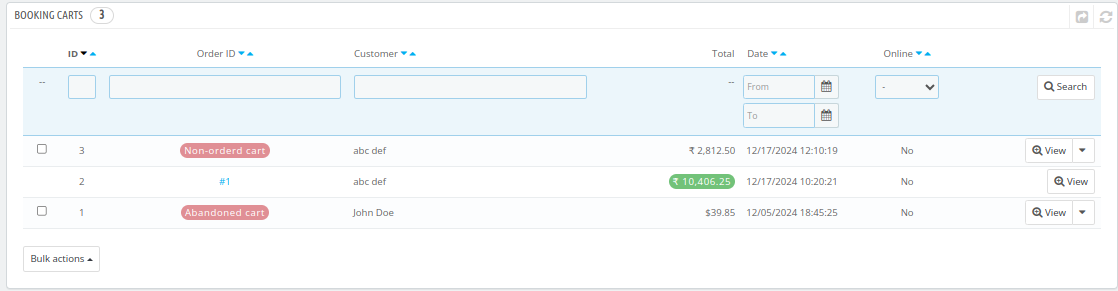 BOOKING CARTS 3
ID Order ID Customer Total Date Online
-- -- From - Search
To
3 Non-orderd cart abc def ₹ 2,812.50 12/17/2024 12:10:19 No View
2 #1 abc def ₹ 10,406.25 12/17/2024 10:20:21 No View
1 Abandoned cart John Doe $39.85 12/05/2024 18:45:25 No View
Bulk actions